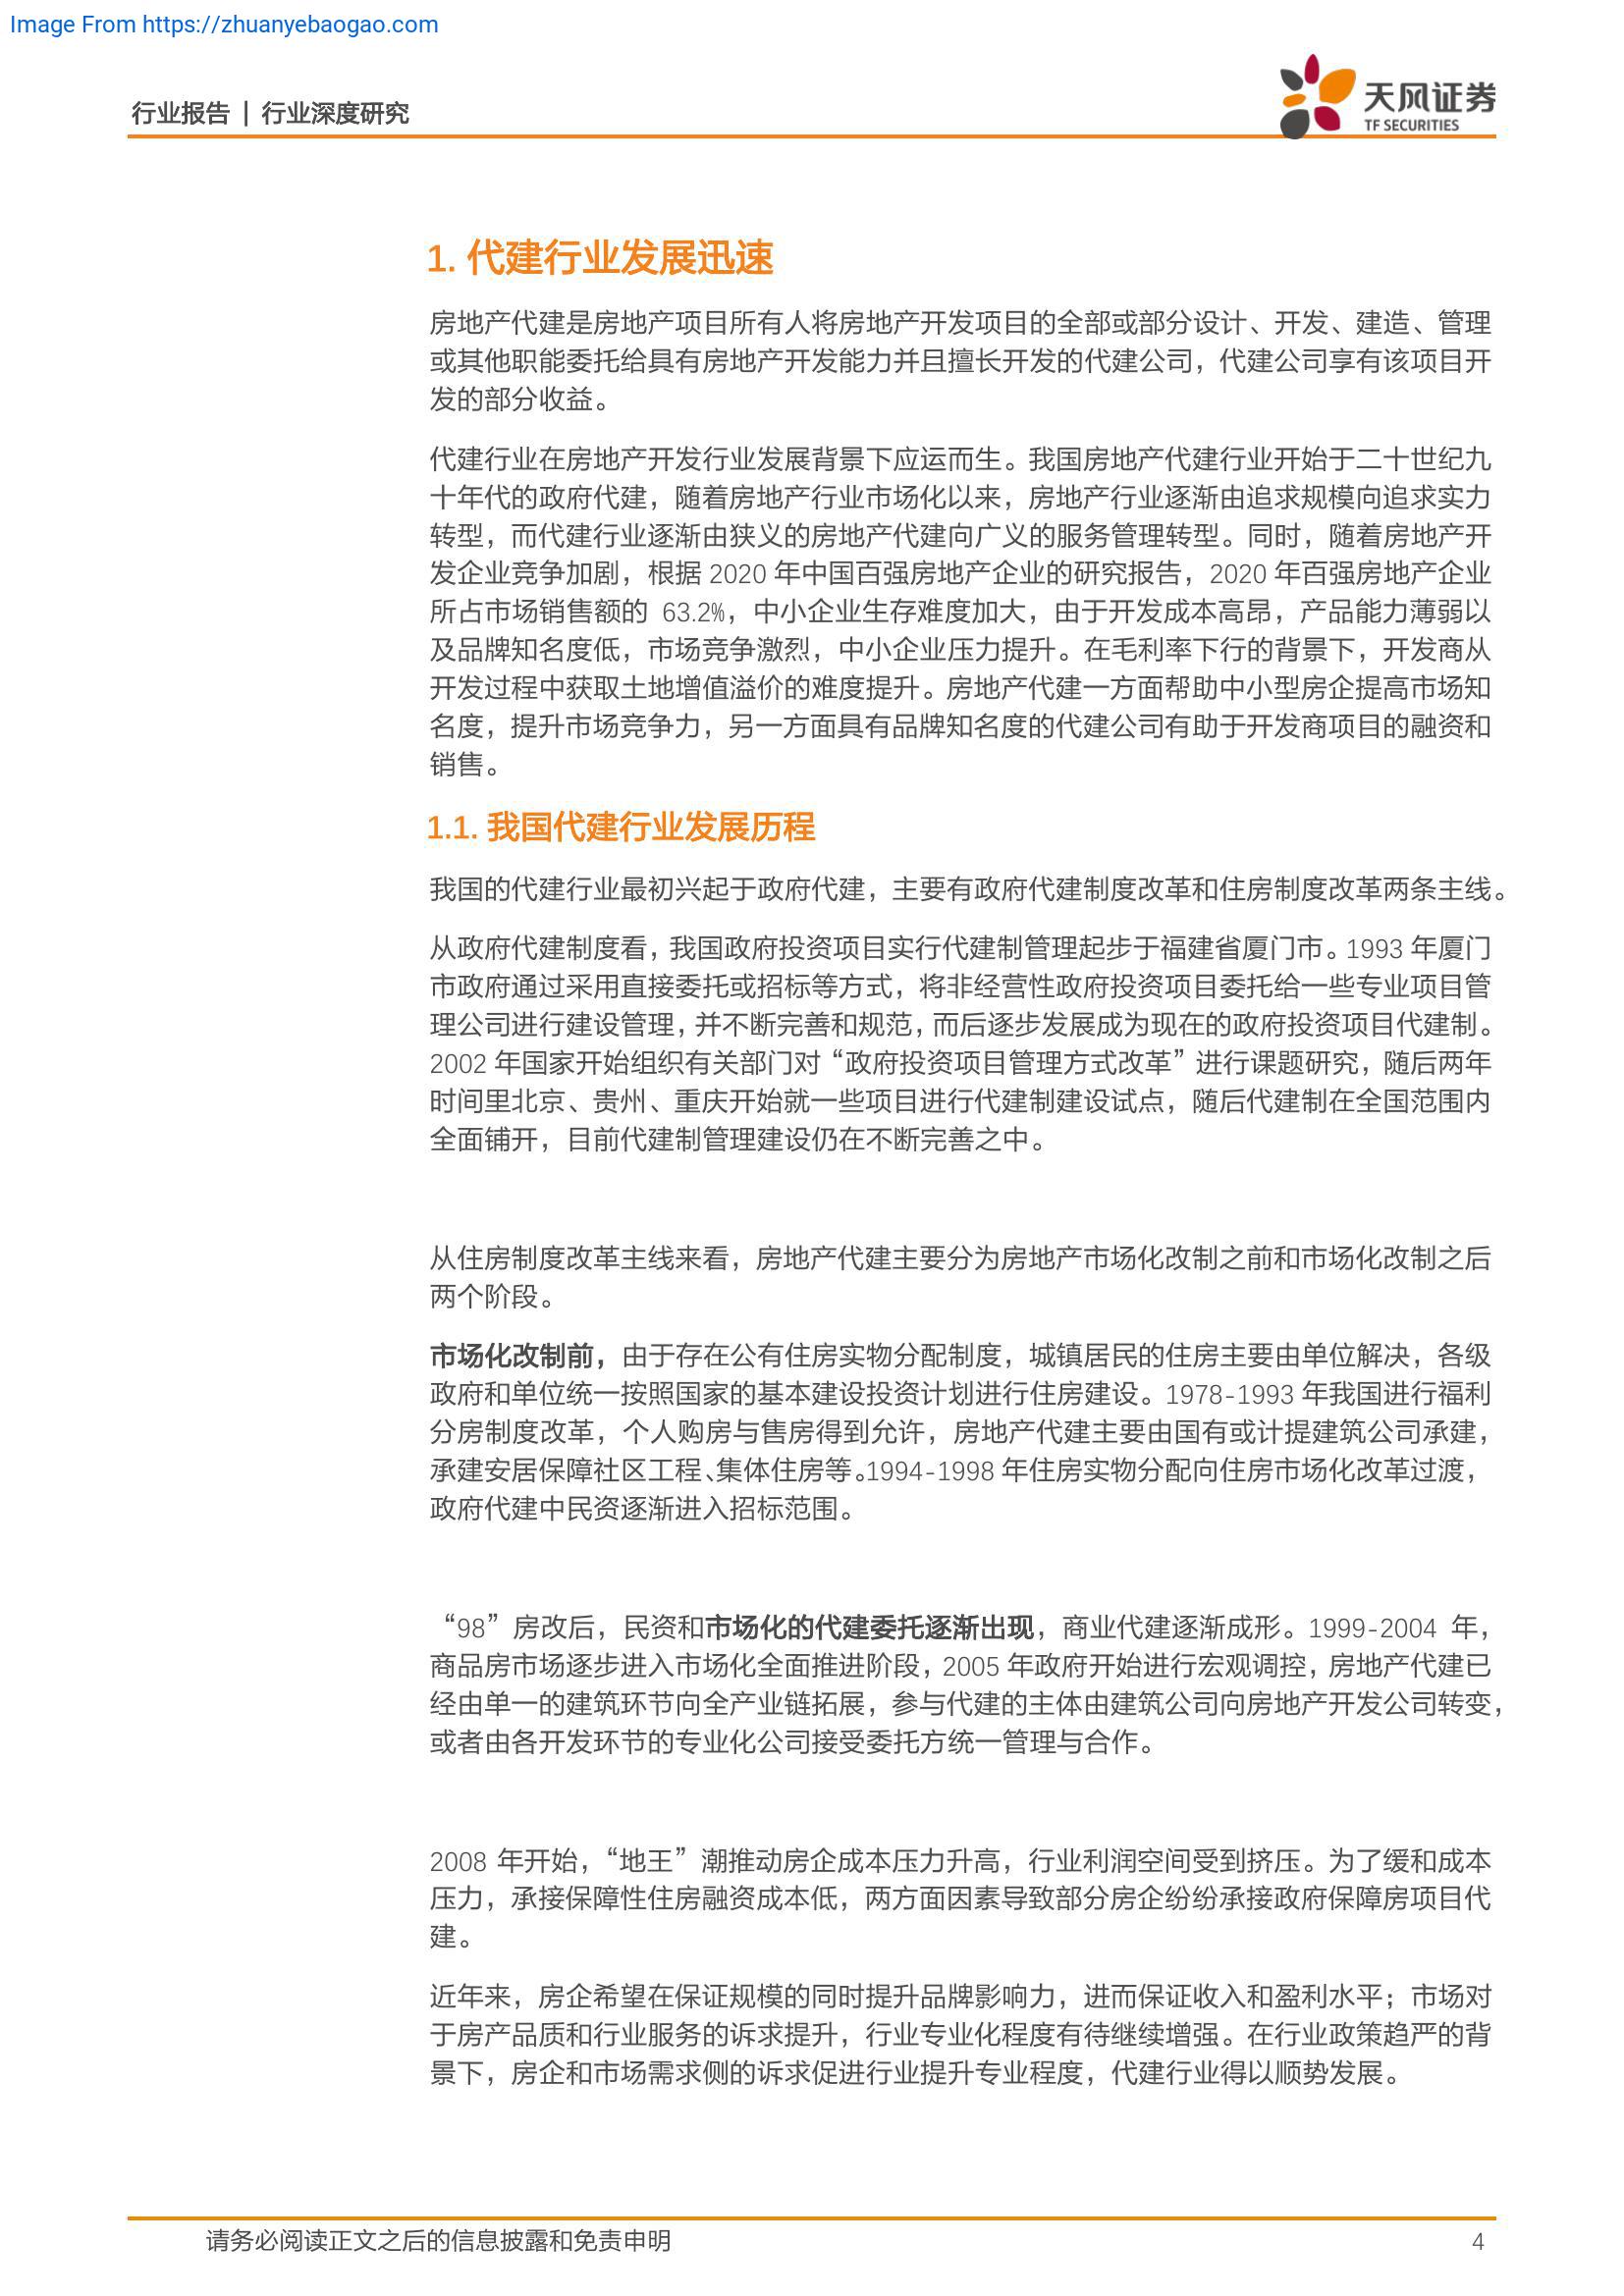 Image From https://zhuanyebaogao.com
行业报告 | 行业深度研究
天风证券
TF SECURITIES
1. 代建行业发展迅速
房地产代建是房地产项目所有人将房地产开发项目的全部或部分设计、开发、建造、管理
或其他职能委托给具有房地产开发能力并且擅长开发的代建公司，代建公司享有该项目开
发的部分收益。
代建行业在房地产开发行业发展背景下应运而生。我国房地产代建行业开始于二十世纪九
十年代的政府代建，随着房地产行业市场化以来，房地产行业逐渐由追求规模向追求实力
转型，而代建行业逐渐由狭义的房地产代建向广义的服务管理转型。同时，随着房地产开
发企业竞争加剧，根据 2020 年中国百强房地产企业的研究报告，2020 年百强房地产企业
所占市场销售额的 63.2%，中小企业生存难度加大，由于开发成本高昂，产品能力薄弱以
及品牌知名度低，市场竞争激烈，中小企业压力提升。在毛利率下行的背景下，开发商从
开发过程中获取土地增值溢价的难度提升。房地产代建一方面帮助中小型房企提高市场知
名度，提升市场竞争力，另一方面具有品牌知名度的代建公司有助于开发商项目的融资和
销售。
1.1. 我国代建行业发展历程
我国的代建行业最初兴起于政府代建，主要有政府代建制度改革和住房制度改革两条主线。
从政府代建制度看，我国政府投资项目实行代建制管理起步于福建省厦门市。1993 年厦门
市政府通过采用直接委托或招标等方式，将非经营性政府投资项目委托给一些专业项目管
理公司进行建设管理，并不断完善和规范，而后逐步发展成为现在的政府投资项目代建制。
2002 年国家开始组织有关部门对“政府投资项目管理方式改革”进行课题研究，随后两年
时间里北京、贵州、重庆开始就一些项目进行代建制建设试点，随后代建制在全国范围内
全面铺开，目前代建制管理建设仍在不断完善之中。
从住房制度改革主线来看，房地产代建主要分为房地产市场化改制之前和市场化改制之后
两个阶段。
市场化改制前，由于存在公有住房实物分配制度，城镇居民的住房主要由单位解决，各级
政府和单位统一按照国家的基本建设投资计划进行住房建设。1978-1993 年我国进行福利
分房制度改革，个人购房与售房得到允许，房地产代建主要由国有或计提建筑公司承建，
承建安居保障社区工程、集体住房等。1994-1998 年住房实物分配向住房市场化改革过渡，
政府代建中民资逐渐进入招标范围。
“98”房改后，民资和市场化的代建委托逐渐出现，商业代建逐渐成形。1999-2004 年，
商品房市场逐步进入市场化全面推进阶段，2005 年政府开始进行宏观调控，房地产代建已
经由单一的建筑环节向全产业链拓展，参与代建的主体由建筑公司向房地产开发公司转变，
或者由各开发环节的专业化公司接受委托方统一管理与合作。
2008 年开始，“地王”潮推动房企成本压力升高，行业利润空间受到挤压。为了缓和成本
压力，承接保障性住房融资成本低，两方面因素导致部分房企纷纷承接政府保障房项目代
建。
近年来，房企希望在保证规模的同时提升品牌影响力，进而保证收入和盈利水平；市场对
于房产品质和行业服务的诉求提升，行业专业化程度有待继续增强。在行业政策趋严的背
景下，房企和市场需求侧的诉求促进行业提升专业程度，代建行业得以顺势发展。
请务必阅读正文之后的信息披露和免责申明
4